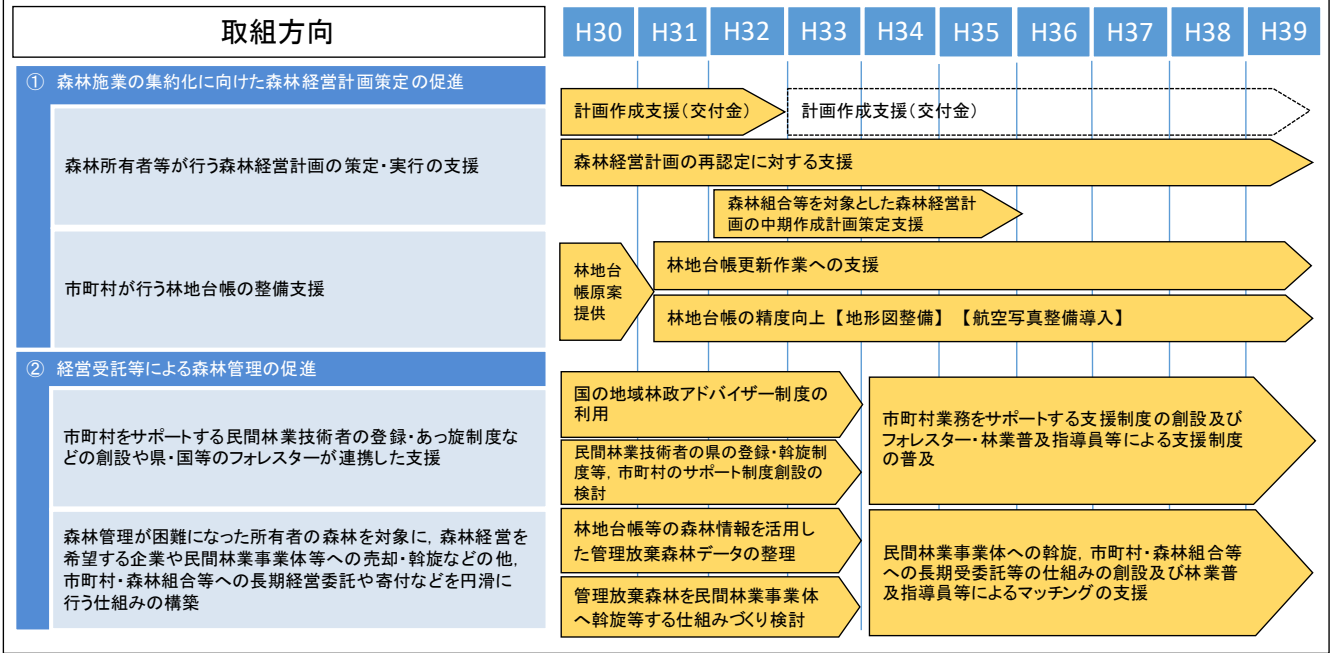 取組方向
H30 H31 H32 H33 H34 H35 H36 H37 H38 H39
① 森林施業の集約化に向けた森林経営計画策定の促進
計画作成支援(交付金)
計画作成支援(交付金)
森林所有者等が行う森林経営計画の策定・実行の支援
森林経営計画の再認定に対する支援
森林組合等を対象とした森林経営計
画の中期作成計画策定支援
市町村が行う林地台帳の整備支援
林地台
帳原案
提供
林地台帳更新作業への支援
林地台帳の精度向上【地形図整備】 【航空写真整備導入】
② 経営受託等による森林管理の促進
市町村をサポートする民間林業技術者の登録・あっ旋制度な
どの創設や県・国等のフォレスターが連携した支援
国の地域林政アドバイザー制度の
利用
民間林業技術者の県の登録・斡旋制
度等，市町村のサポート制度創設の
検討
市町村業務をサポートする支援制度の創設及び
フォレスター・林業普及指導員等による支援制度
の普及
森林管理が困難になった所有者の森林を対象に，森林経営を
希望する企業や民間林業事業体等への売却・斡旋などの他，
市町村・森林組合等への長期経営委託や寄付などを円滑に
行う仕組みの構築
林地台帳等の森林情報を活用し
た管理放棄森林データの整理
管理放棄森林を民間林業事業体
へ斡旋等する仕組みづくり検討
民間林業事業体への斡旋，市町村・森林組合等
への長期受委託等の仕組みの創設及び林業普
及指導員等によるマッチングの支援